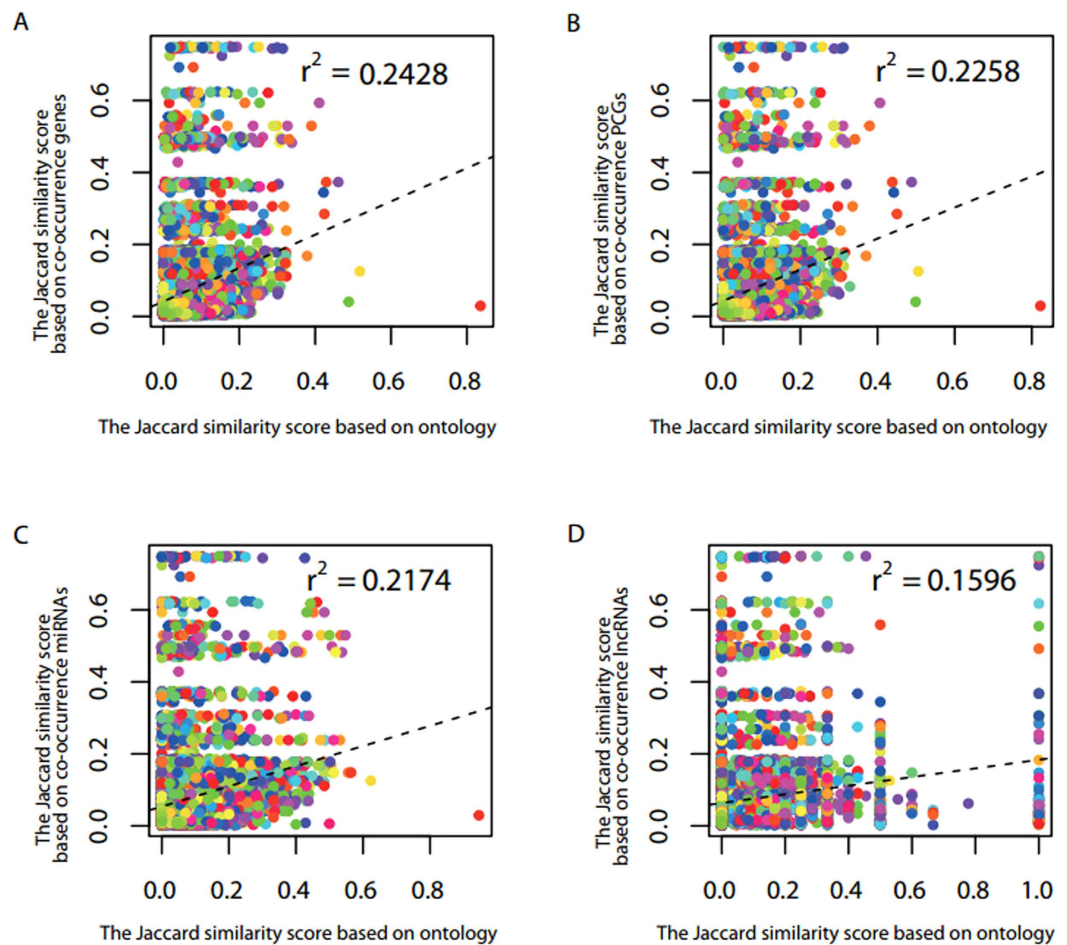 A
r² = 0.2428
The Jaccard similarity score
based on co-occurrence genes
0.0
0.2
0.4
0.6
0.0 0.2 0.4 0.6 0.8
The Jaccard similarity score based on ontology
B
r² = 0.2258
The Jaccard similarity score
based on co-occurrence PCGs
0.0
0.2
0.4
0.6
0.0 0.2 0.4 0.6 0.8
The Jaccard similarity score based on ontology
C
r² = 0.2174
The Jaccard similarity score
based on co-occurrence miRNAs
0.0
0.2
0.4
0.6
0.0 0.2 0.4 0.6 0.8
The Jaccard similarity score based on ontology
D
r² = 0.1596
The Jaccard similarity score
based on co-occurrence lncRNAs
0.0
0.2
0.4
0.6
0.0 0.2 0.4 0.6 0.8 1.0
The Jaccard similarity score based on ontology